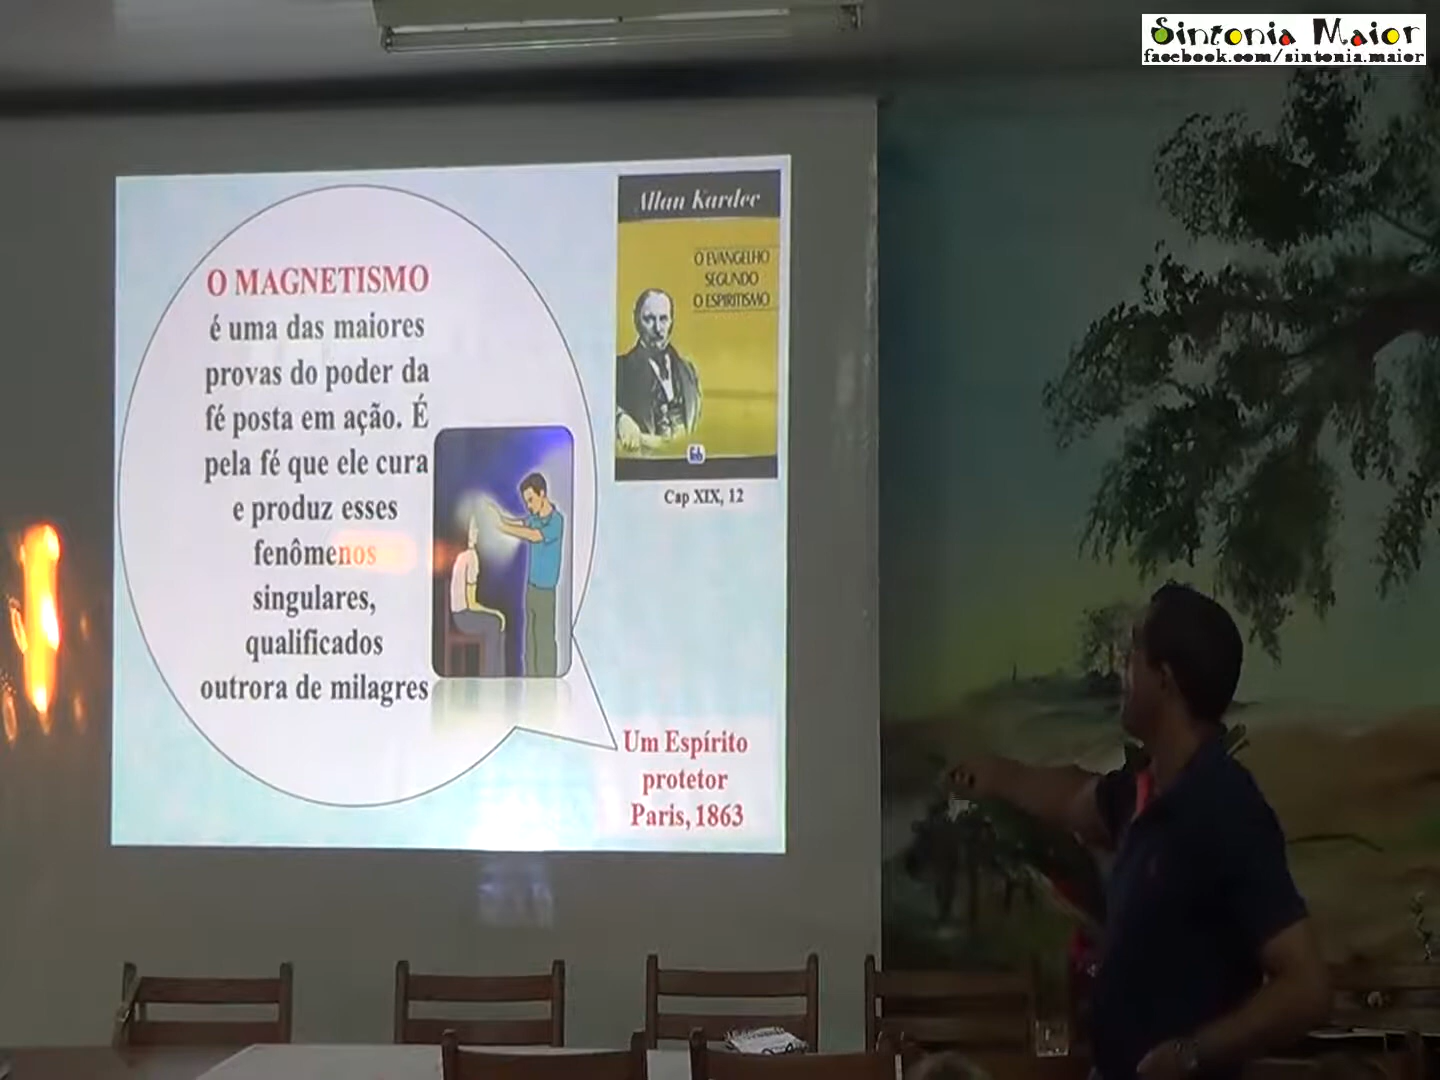 Sintonia Maior
facebook.com/sintonia.maior
Allan Kardec
O EVANGELHO
SEGUNDO
O ESPIRITISMO
feb
Cap XIX, 12
O MAGNETISMO
é uma das maiores
provas do poder da
fé posta em ação. É
pela fé que ele cura
e produz esses
fenômenos
singulares,
qualificados
outrora de milagres
Um Espírito
protetor
Paris, 1863